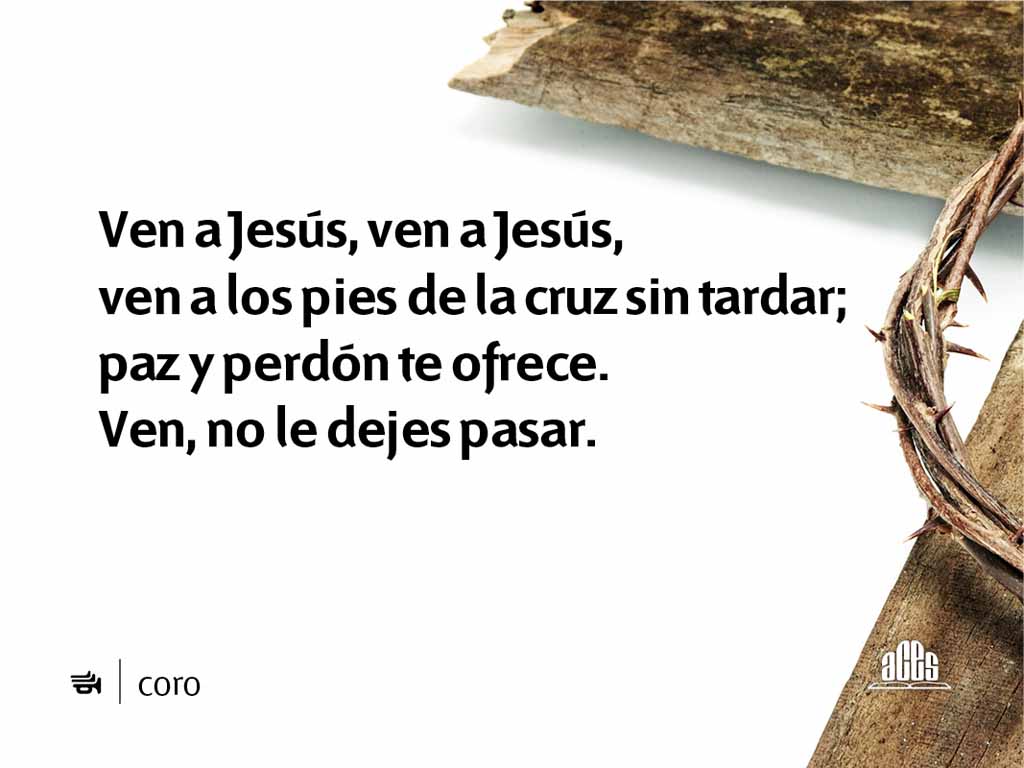 Ven a Jesús, ven a Jesús,
ven a los pies de la cruz sin tardar;
paz y perdón te ofrece.
Ven, no le dejes pasar.
coro
aces